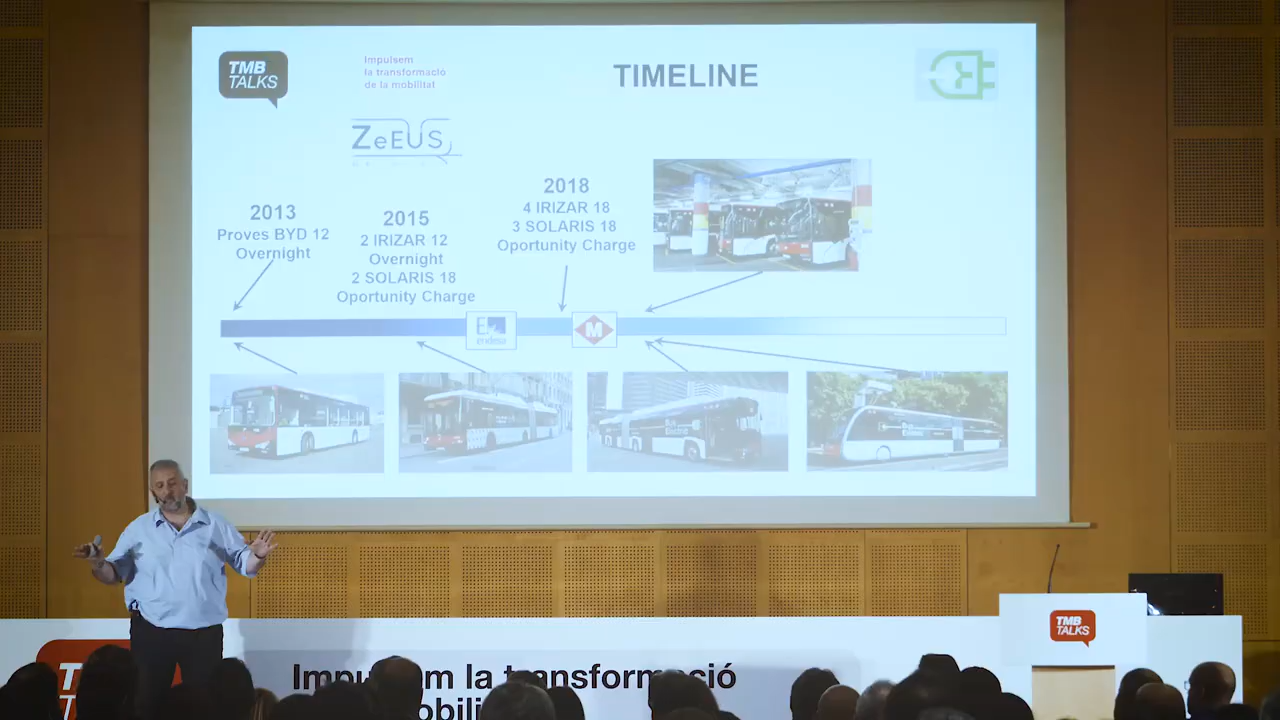 TMB
TALKS
Impulsem
la transformació
de la mobilitat
TIMELINE
ZeEUS
2013
Proves BYD 12
Overnight
2015
2 IRIZAR 12
Overnight
2 SOLARIS 18
Oportunity Charge
2018
4 IRIZAR 18
3 SOLARIS 18
Oportunity Charge
endesa
M
TMB
TALKS